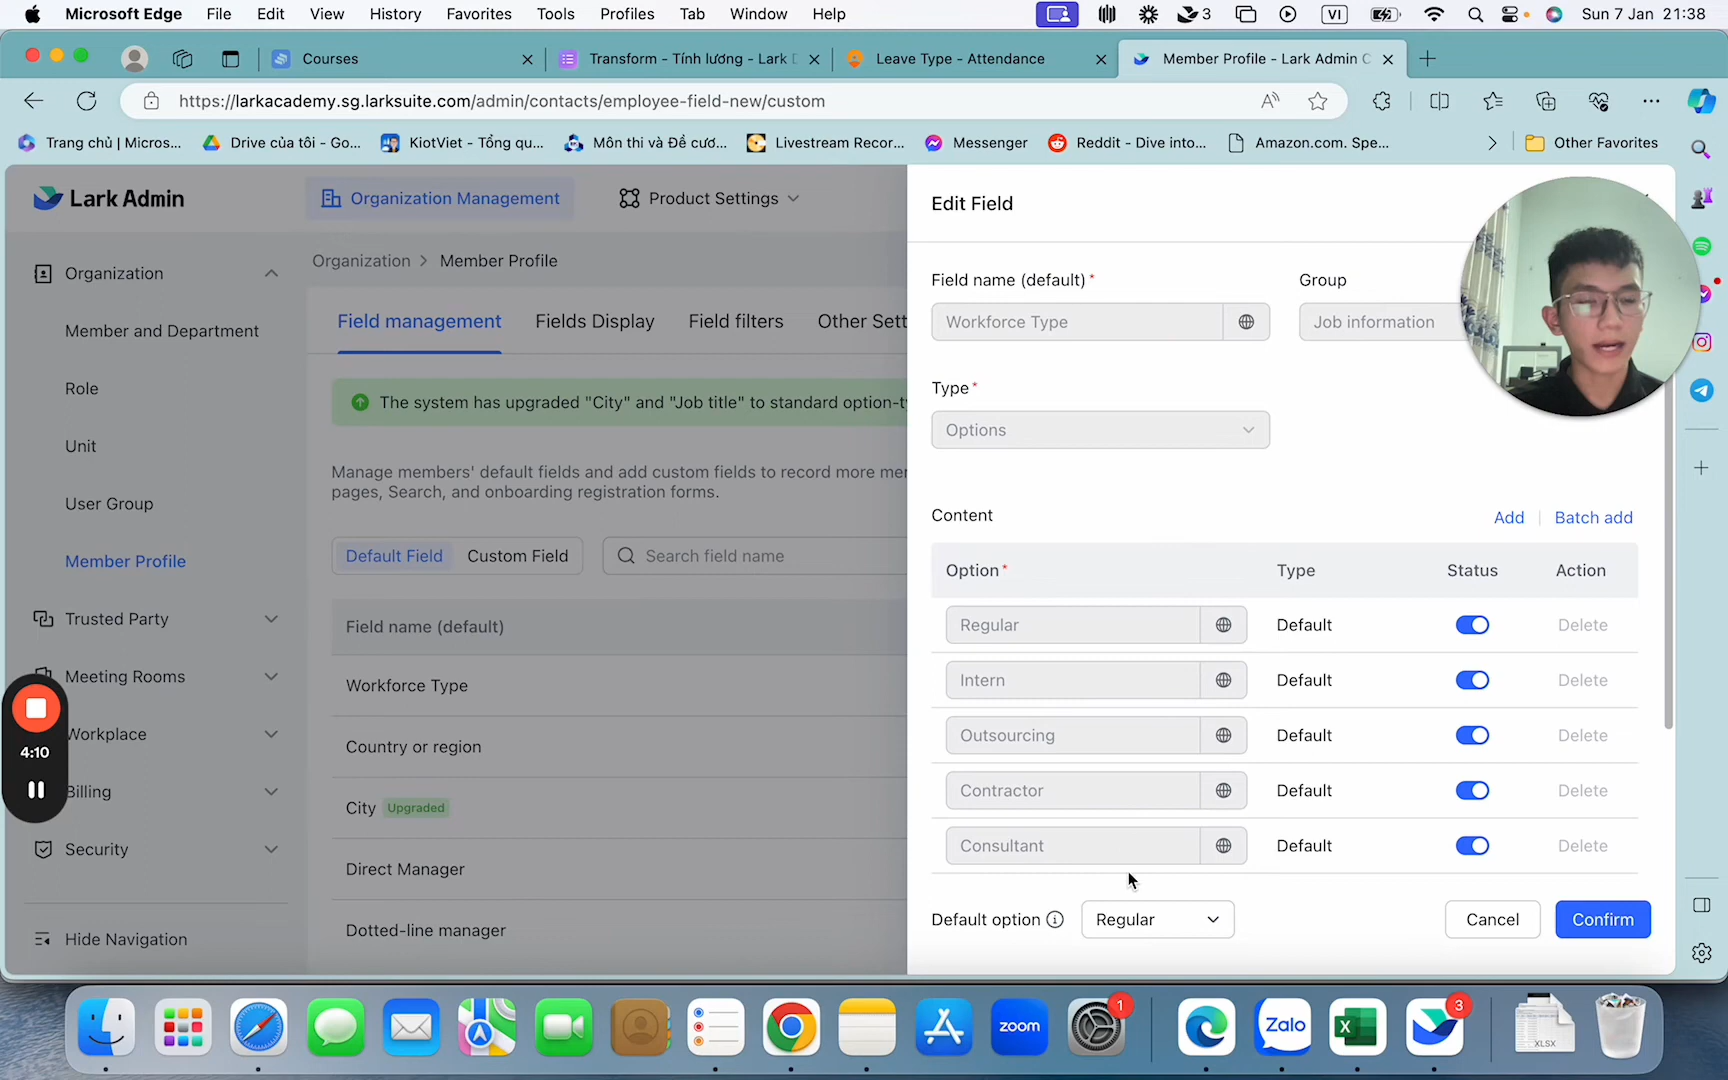 Microsoft Edge File Edit View History Favorites Tools Profiles Tab Window Help 3 VI Sun 7 Jan 21:38
Courses Transform - Tính lương - Lark Leave Type - Attendance Member Profile - Lark Admin C
https://larkacademy.sg.larksuite.com/admin/contacts/employee-field-new/custom
Trang chủ | Micros... Drive của tôi - Go... KiotViet - Tổng qu... Môn thi và Đề cươ... Livestream Recor... Messenger Reddit - Dive into... Amazon.com. Spe... Other Favorites
Lark Admin
Organization Management
Product Settings
Organization
Member and Department
Role
Unit
User Group
Member Profile
Trusted Party
Meeting Rooms
Workplace
Billing
Security
Hide Navigation
4:10
Organization > Member Profile
Field management Fields Display Field filters Other Sett
The system has upgraded "City" and "Job title" to standard option-t
Manage members' default fields and add custom fields to record more mer
pages, Search, and onboarding registration forms.
Default Field Custom Field Search field name
Field name (default)
Workforce Type
Country or region
City Upgraded
Direct Manager
Dotted-line manager
Edit Field
Field name (default) * Group
Workforce Type Job information
Type *
Options
Content Add Batch add
Option * Type Status Action
Regular Default Delete
Intern Default Delete
Outsourcing Default Delete
Contractor Default Delete
Consultant Default Delete
Default option Regular Cancel Confirm
zoom 1 Zalo X 3 XLSX